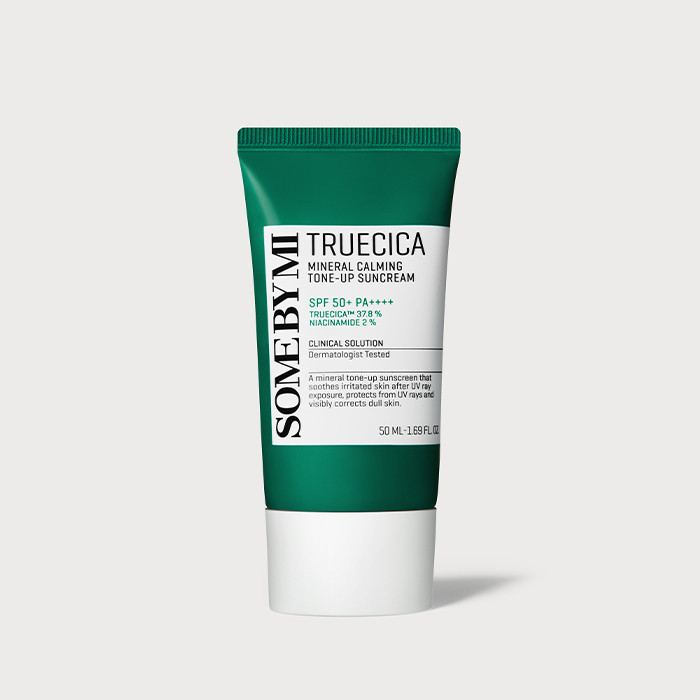 SOME BY MI
TRUECICA
MINERAL CALMING
TONE-UP SUNCREAM
SPF 50+ PA++++
TRUECICA™ 37.8 %
NIACINAMIDE 2 %
CLINICAL SOLUTION
Dermatologist Tested
A mineral tone-up sunscreen that
soothes irritated skin after UV ray
exposure, protects from UV rays and
visibly corrects dull skin.
50 ML-1.69 FL.OZ.